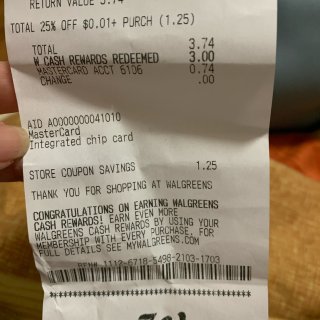 RETURN VALUE 3.74
TOTAL 25% OFF $0.01+ PURCH (1.25)
TOTAL 3.74
W CASH REWARDS REDEEMED 3.00
MASTERCARD ACCT 6106 0.74
CHANGE .00
AID A0000000041010
MasterCard
Integrated chip card
STORE COUPON SAVINGS 1.25
THANK YOU FOR SHOPPING AT WALGREENS
CONGRATULATIONS ON EARNING WALGREENS
CASH REWARDS! EARN EVEN MORE
WALGREENS CASH REWARDS BY USING YOUR
MEMBERSHIP WITH EVERY PURCHASE, FOR
FULL DETAILS SEE MYWALGREENS.COM
RFN# 1112-6718-5498-2103-1703
************************************